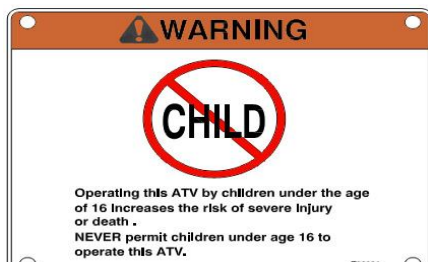 WARNING
CHILD
Operating this ATV by children under the age
of 16 increases the risk of severe injury
or death .
NEVER permit children under age 16 to
operate this ATV.